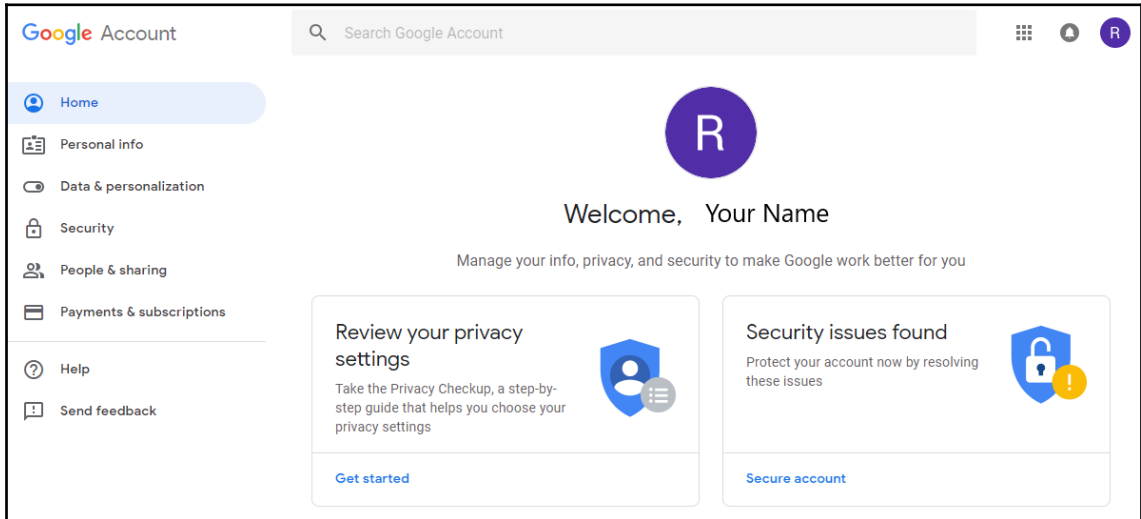 Google Account
Search Google Account
R
Home
Personal info
Data & personalization
Security
People & sharing
Payments & subscriptions
Help
Send feedback
R
Welcome, Your Name
Manage your info, privacy, and security to make Google work better for you
Review your privacy
settings
Take the Privacy Checkup, a step-by-
step guide that helps you choose your
privacy settings
Get started
Security issues found
Protect your account now by resolving
these issues
Secure account